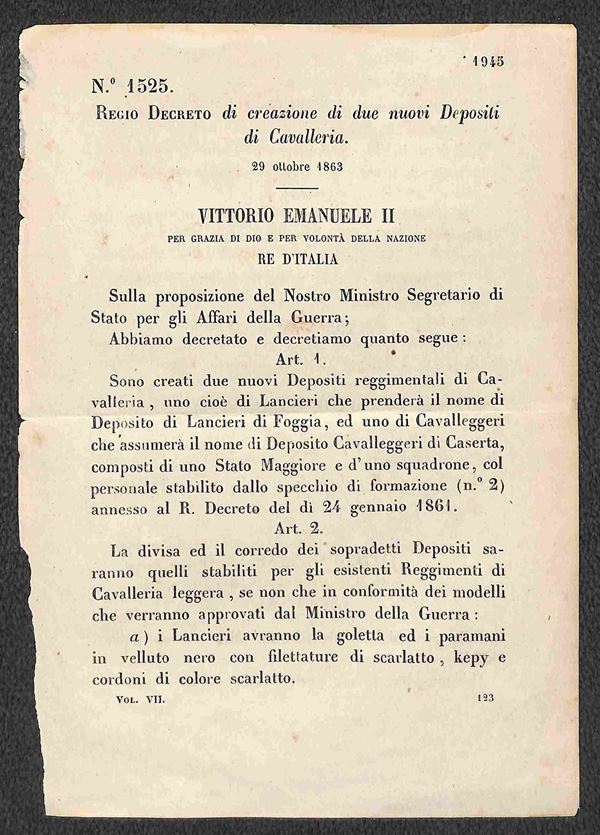 1945
N.º 1525.
REGIO DECRETO di creazione di due nuovi Depositi
di Cavalleria.
29 ottobre 1863
VITTORIO EMANUELE II
PER GRAZIA DI DIO E PER VOLONTÀ DELLA NAZIONE
RE D'ITALIA
Sulla proposizione del Nostro Ministro Segretario di
Stato per gli Affari della Guerra;
Abbiamo decretato e decretiamo quanto segue:
Art. 1.
Sono creati due nuovi Depositi reggimentali di Ca-
valleria, uno cioè di Lancieri che prenderà il nome di
Deposito di Lancieri di Foggia, ed uno di Cavalleggeri
che assumerà il nome di Deposito Cavalleggeri di Caserta,
composti di uno Stato Maggiore e d'uno squadrone, col
personale stabilito dallo specchio di formazione (n.º 2)
annesso al R. Decreto del dì 24 gennaio 1861.
Art. 2.
La divisa ed il corredo dei sopradetti Depositi sa-
ranno quelli stabiliti per gli esistenti Reggimenti di
Cavalleria leggera, se non che in conformità dei modelli
che verranno approvati dal Ministro della Guerra:
a) i Lancieri avranno la goletta ed i paramani
in velluto nero con filettature di scarlatto, kepy e
cordoni di colore scarlatto.
VOL. VII. 123